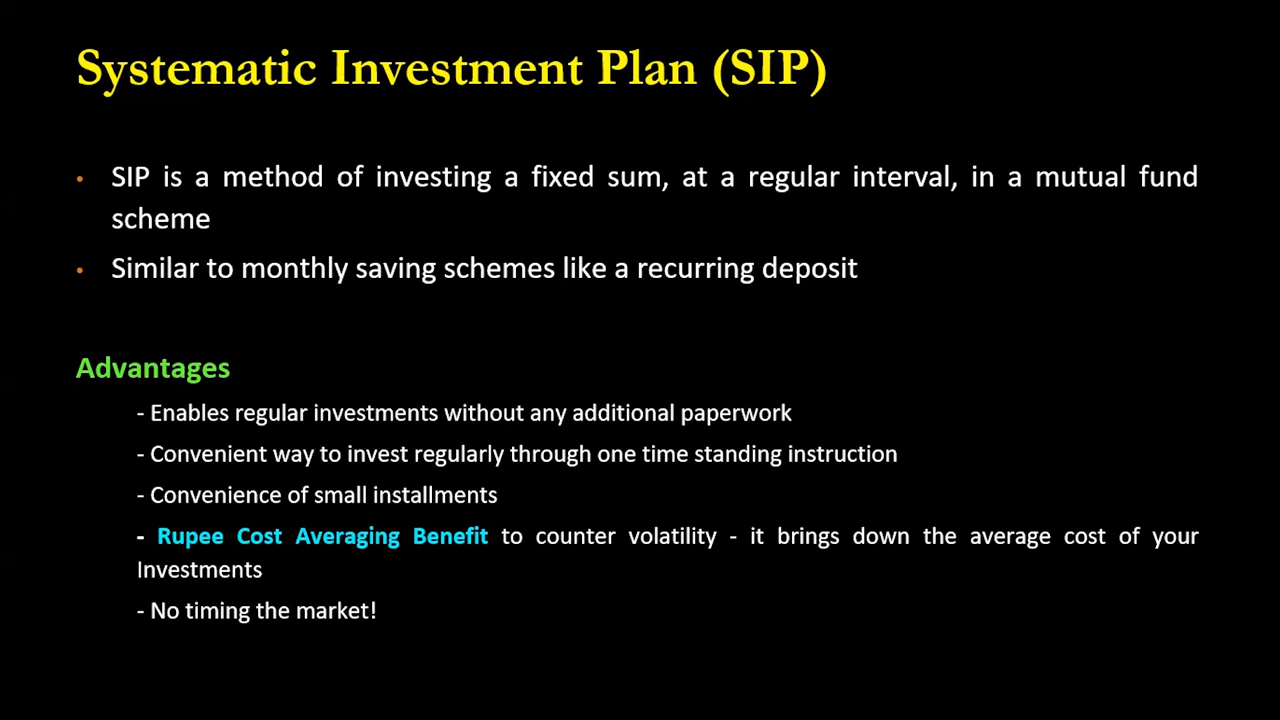 Systematic Investment Plan (SIP)
• SIP is a method of investing a fixed sum, at a regular interval, in a mutual fund
scheme
• Similar to monthly saving schemes like a recurring deposit
Advantages
- Enables regular investments without any additional paperwork
- Convenient way to invest regularly through one time standing instruction
- Convenience of small installments
- Rupee Cost Averaging Benefit to counter volatility - it brings down the average cost of your
Investments
- No timing the market!